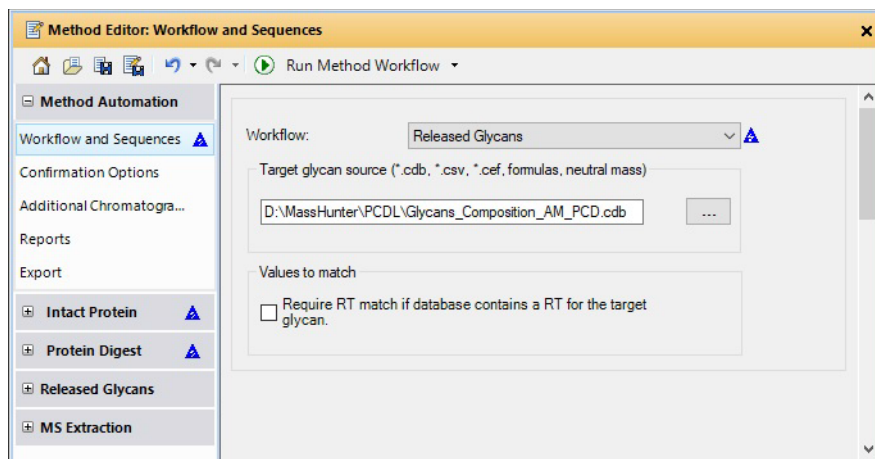 Method Editor: Workflow and Sequences
Run Method Workflow
Method Automation
Workflow and Sequences
Confirmation Options
Additional Chromatogra...
Reports
Export
Intact Protein
Protein Digest
Released Glycans
MS Extraction
Workflow:
Released Glycans
Target glycan source (*.cdb, *.csv, *.cef, formulas, neutral mass)
D:\MassHunter\PCDL\Glycans_Composition_AM_PCD.cdb
...
Values to match
Require RT match if database contains a RT for the target
glycan.